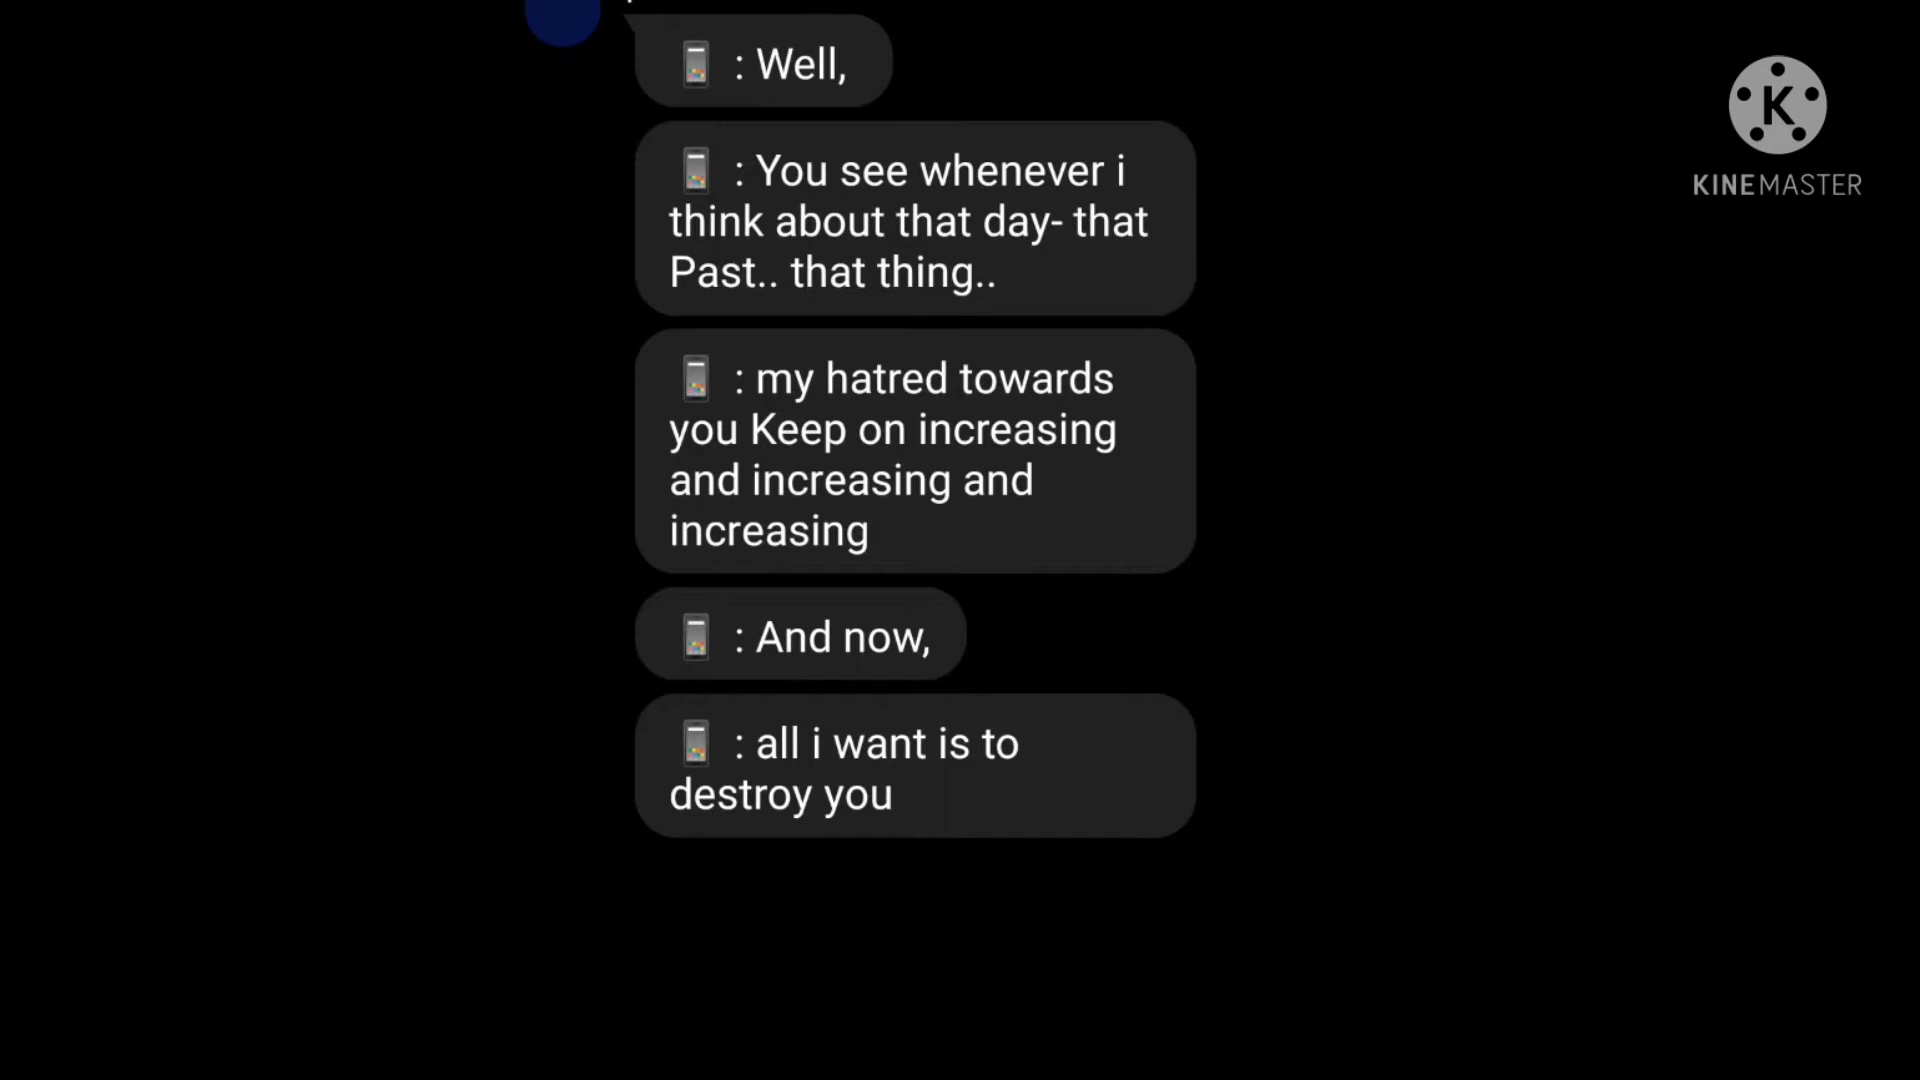 📱 : Well,
📱 : You see whenever i
think about that day- that
Past.. that thing..
📱 : my hatred towards
you Keep on increasing
and increasing and
increasing
📱 : And now,
📱 : all i want is to
destroy you
K
KINEMASTER